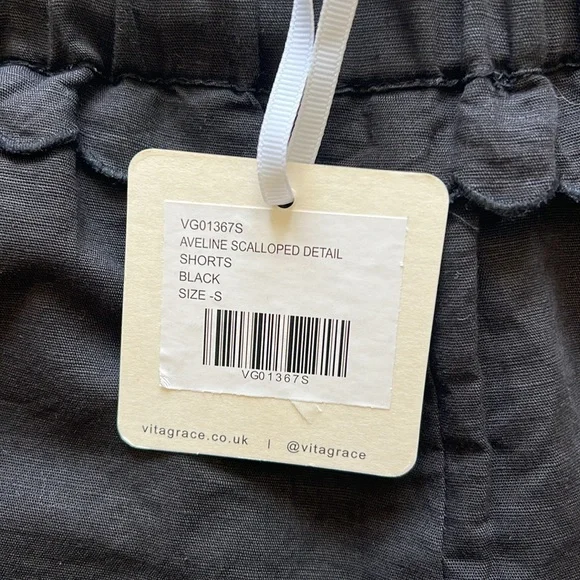 VG01367S
AVELINE SCALLOPED DETAIL
SHORTS
BLACK
SIZE -S
VG01367S
vitagrace.co.uk | @vitagrace